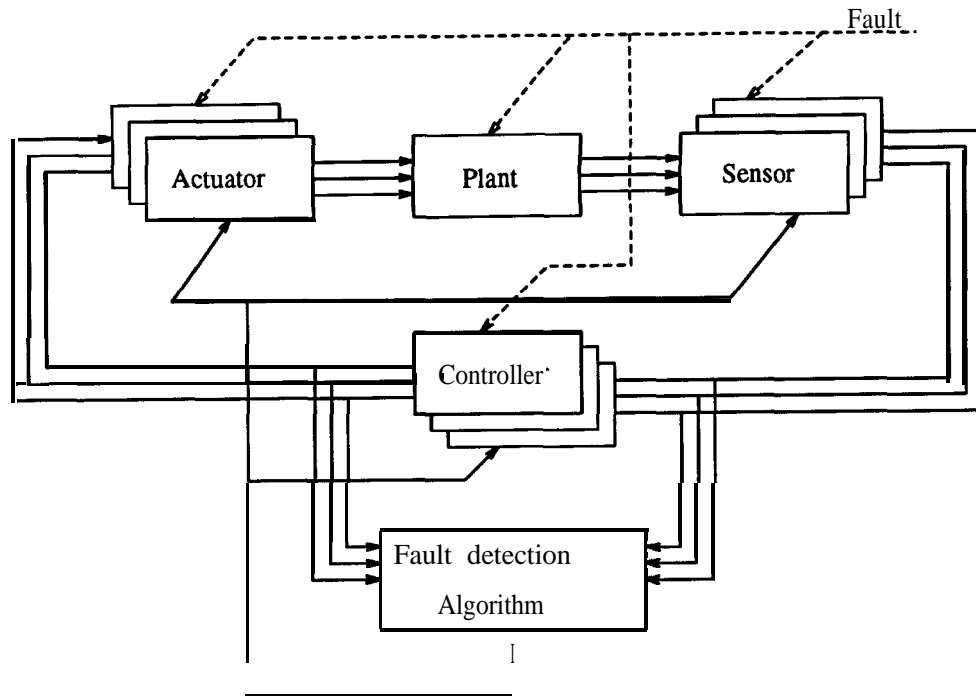 Fault
Actuator
Plant
Sensor
Controller
Fault detection
Algorithm